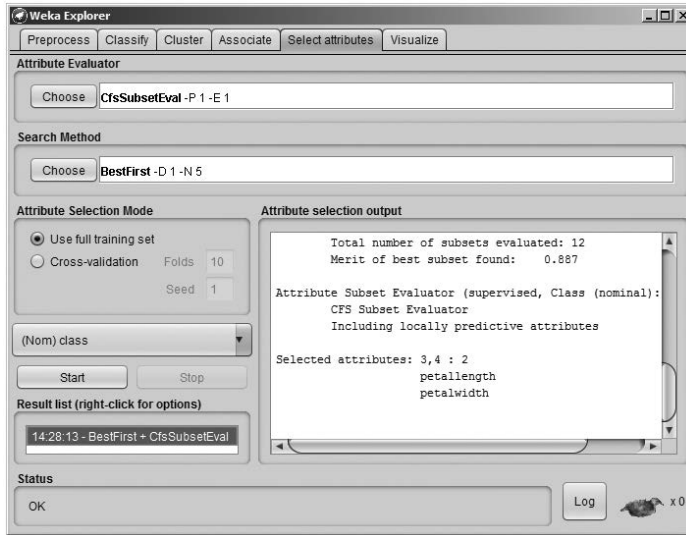 Weka Explorer
Preprocess Classify Cluster Associate Select attributes Visualize
Attribute Evaluator
Choose CfsSubsetEval -P 1 -E 1
Search Method
Choose BestFirst -D 1 -N 5
Attribute Selection Mode
Use full training set
Cross-validation Folds 10
Seed 1
(Nom) class
Start Stop
Result list (right-click for options)
14:28:13 - BestFirst + CfsSubsetEval
Attribute selection output
Total number of subsets evaluated: 12
Merit of best subset found: 0.887
Attribute Subset Evaluator (supervised, Class (nominal):
CFS Subset Evaluator
Including locally predictive attributes
Selected attributes: 3,4 : 2
petallength
petalwidth
Status
OK
Log
x 0